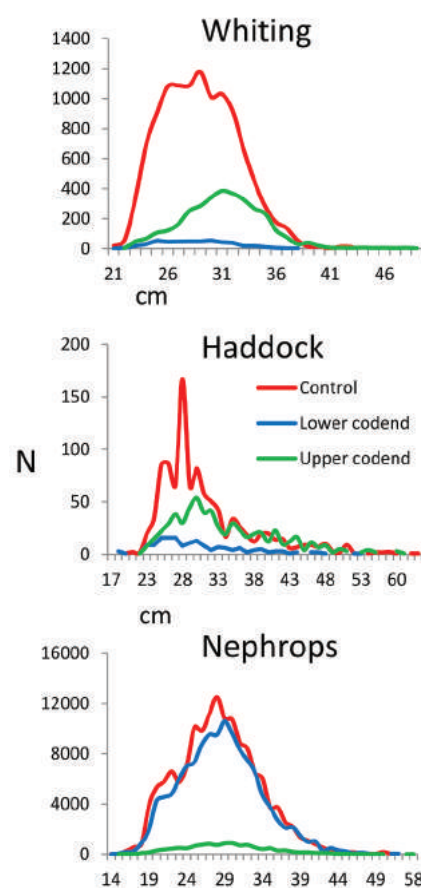 Whiting
1400
1200
1000
800
600
400
200
0
21 26 31 36 41 46
cm
Haddock
200
150
100
50
0
Control
Lower codend
Upper codend
N
17 23 28 33 38 43 48 53 60
cm
Nephrops
16000
12000
8000
4000
0
14 19 24 29 34 39 44 49 58